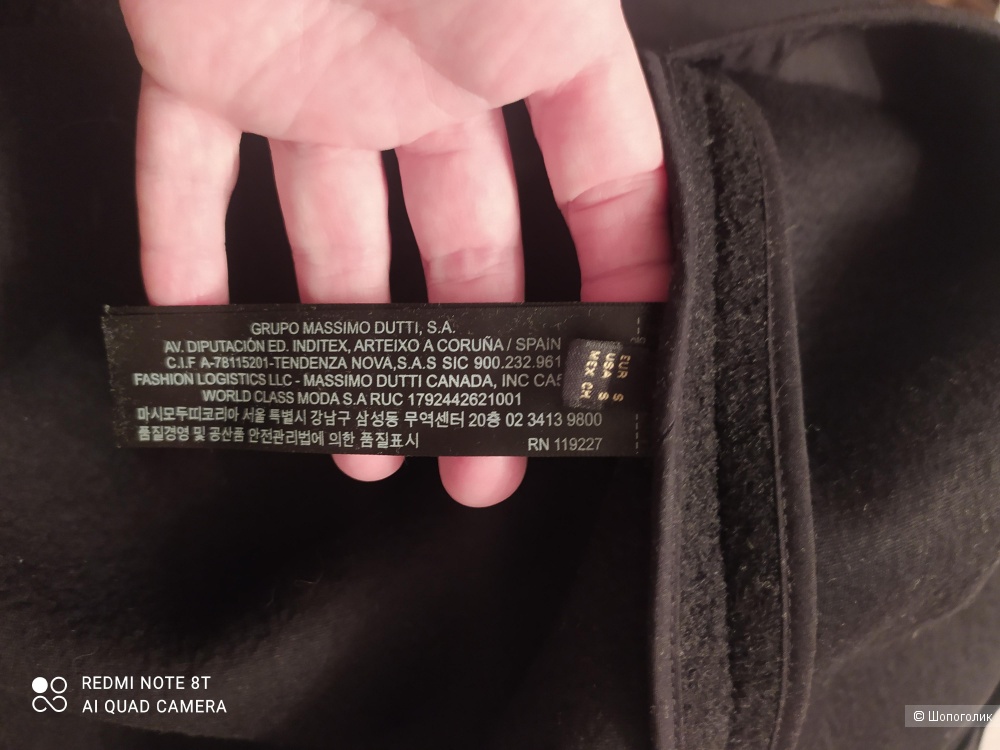 GRUPO MASSIMO DUTTI, S.A.
AV. DIPUTACIÓN ED. INDITEX, ARTEIXO A CORUÑA / SPAIN
C.I.F A-78115201-TENDENZA NOVA,S.A.S SIC 900.232.961
FASHION LOGISTICS LLC - MASSIMO DUTTI CANADA, INC
WORLD CLASS MODA S.A RUC 1792442621001
마시모두띠코리아 서울 특별시 강남구 삼성동 무역센터 20층 02 3413 9800
품질경영 및 공산품 안전관리법에 의한 품질표시
RN 119227
EUR S
USA S
MEX CH
REDMI NOTE 8T
AI QUAD CAMERA
© Шопоголик